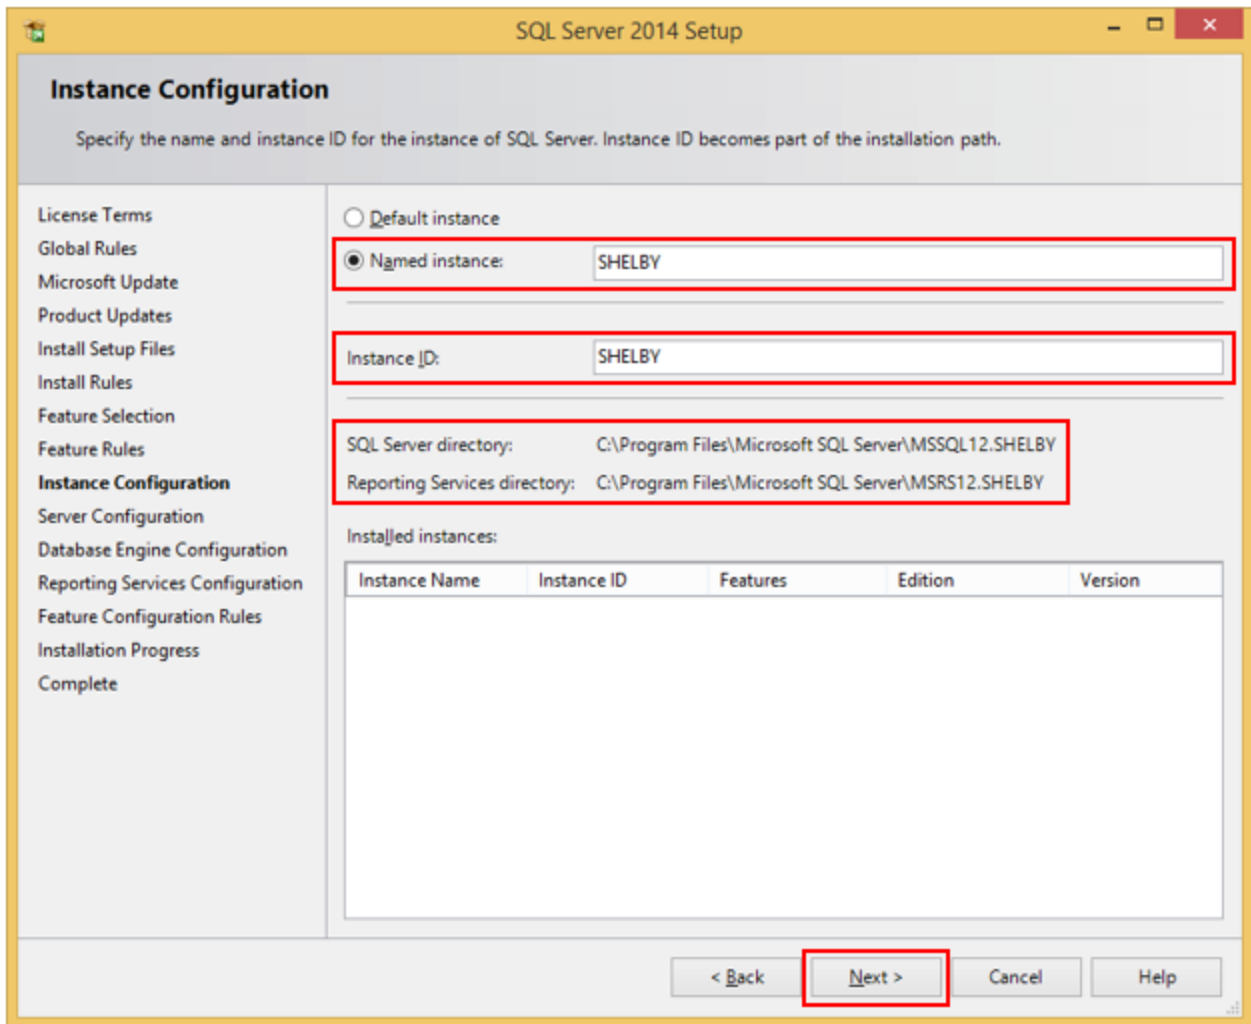 SQL Server 2014 Setup
Instance Configuration
Specify the name and instance ID for the instance of SQL Server. Instance ID becomes part of the installation path.
License Terms
Global Rules
Microsoft Update
Product Updates
Install Setup Files
Install Rules
Feature Selection
Feature Rules
Instance Configuration
Server Configuration
Database Engine Configuration
Reporting Services Configuration
Feature Configuration Rules
Installation Progress
Complete
Default instance
Named instance: SHELBY
Instance ID: SHELBY
SQL Server directory: C:\Program Files\Microsoft SQL Server\MSSQL12.SHELBY
Reporting Services directory: C:\Program Files\Microsoft SQL Server\MSRS12.SHELBY
Installed instances:
Instance Name Instance ID Features Edition Version
< Back Next > Cancel Help